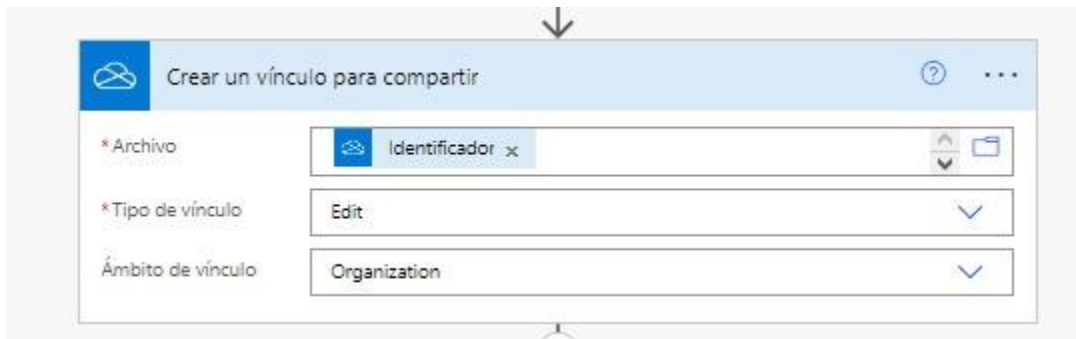 Crear un vínculo para compartir
* Archivo Identificador ×
* Tipo de vínculo Edit
Ámbito de vínculo Organization